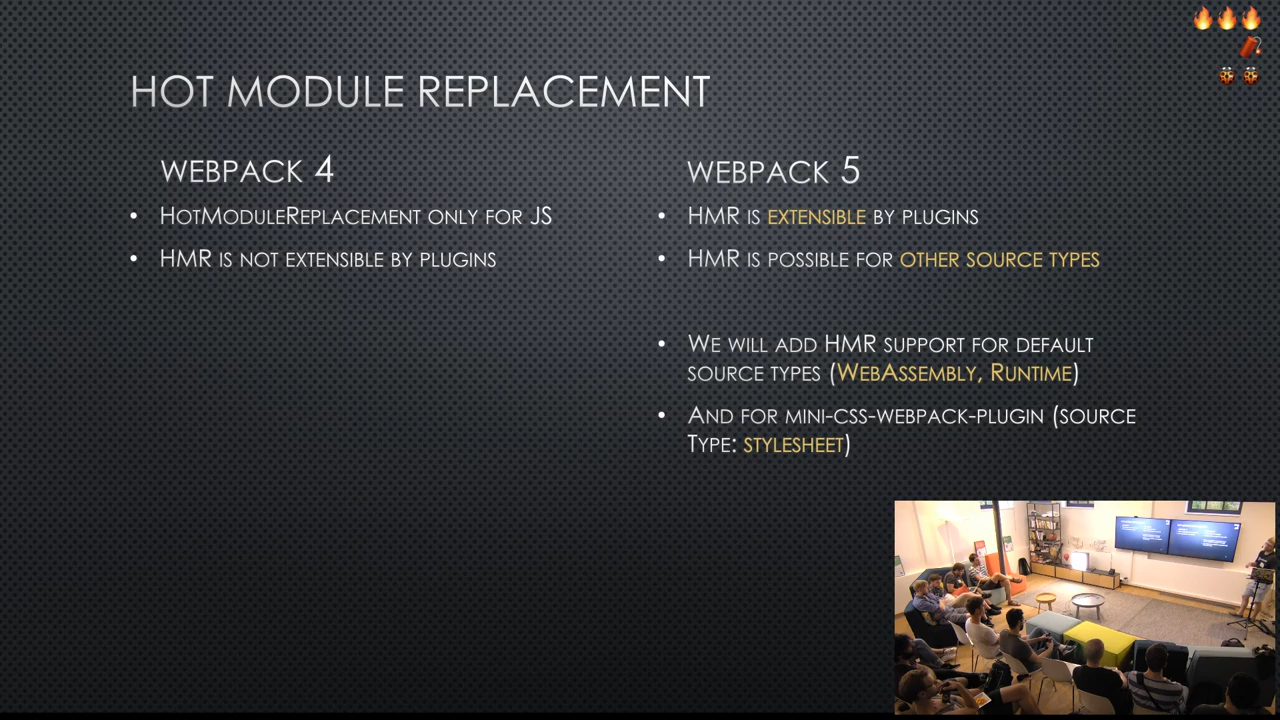 HOT MODULE REPLACEMENT
WEBPACK 4
• HOTMODULEREPLACEMENT ONLY FOR JS
• HMR IS NOT EXTENSIBLE BY PLUGINS
WEBPACK 5
• HMR IS EXTENSIBLE BY PLUGINS
• HMR IS POSSIBLE FOR OTHER SOURCE TYPES
• WE WILL ADD HMR SUPPORT FOR DEFAULT
SOURCE TYPES (WEBASSEMBLY, RUNTIME)
• AND FOR MINI-CSS-WEBPACK-PLUGIN (SOURCE
TYPE: STYLESHEET)